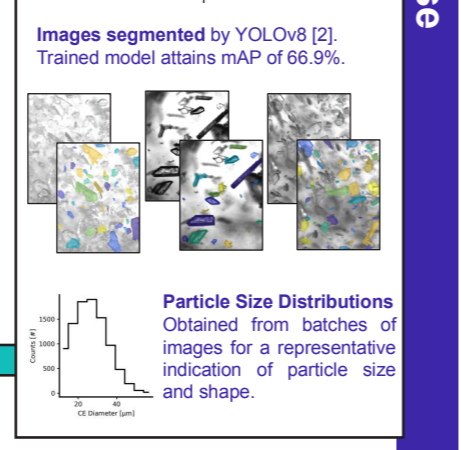 se
Images segmented by YOLOv8 [2].
Trained model attains mAP of 66.9%.
Particle Size Distributions
Obtained from batches of
images for a representative
indication of particle size
and shape.
Counts [#]
1500
1000
500
0
20 40
CE Diameter [μm]